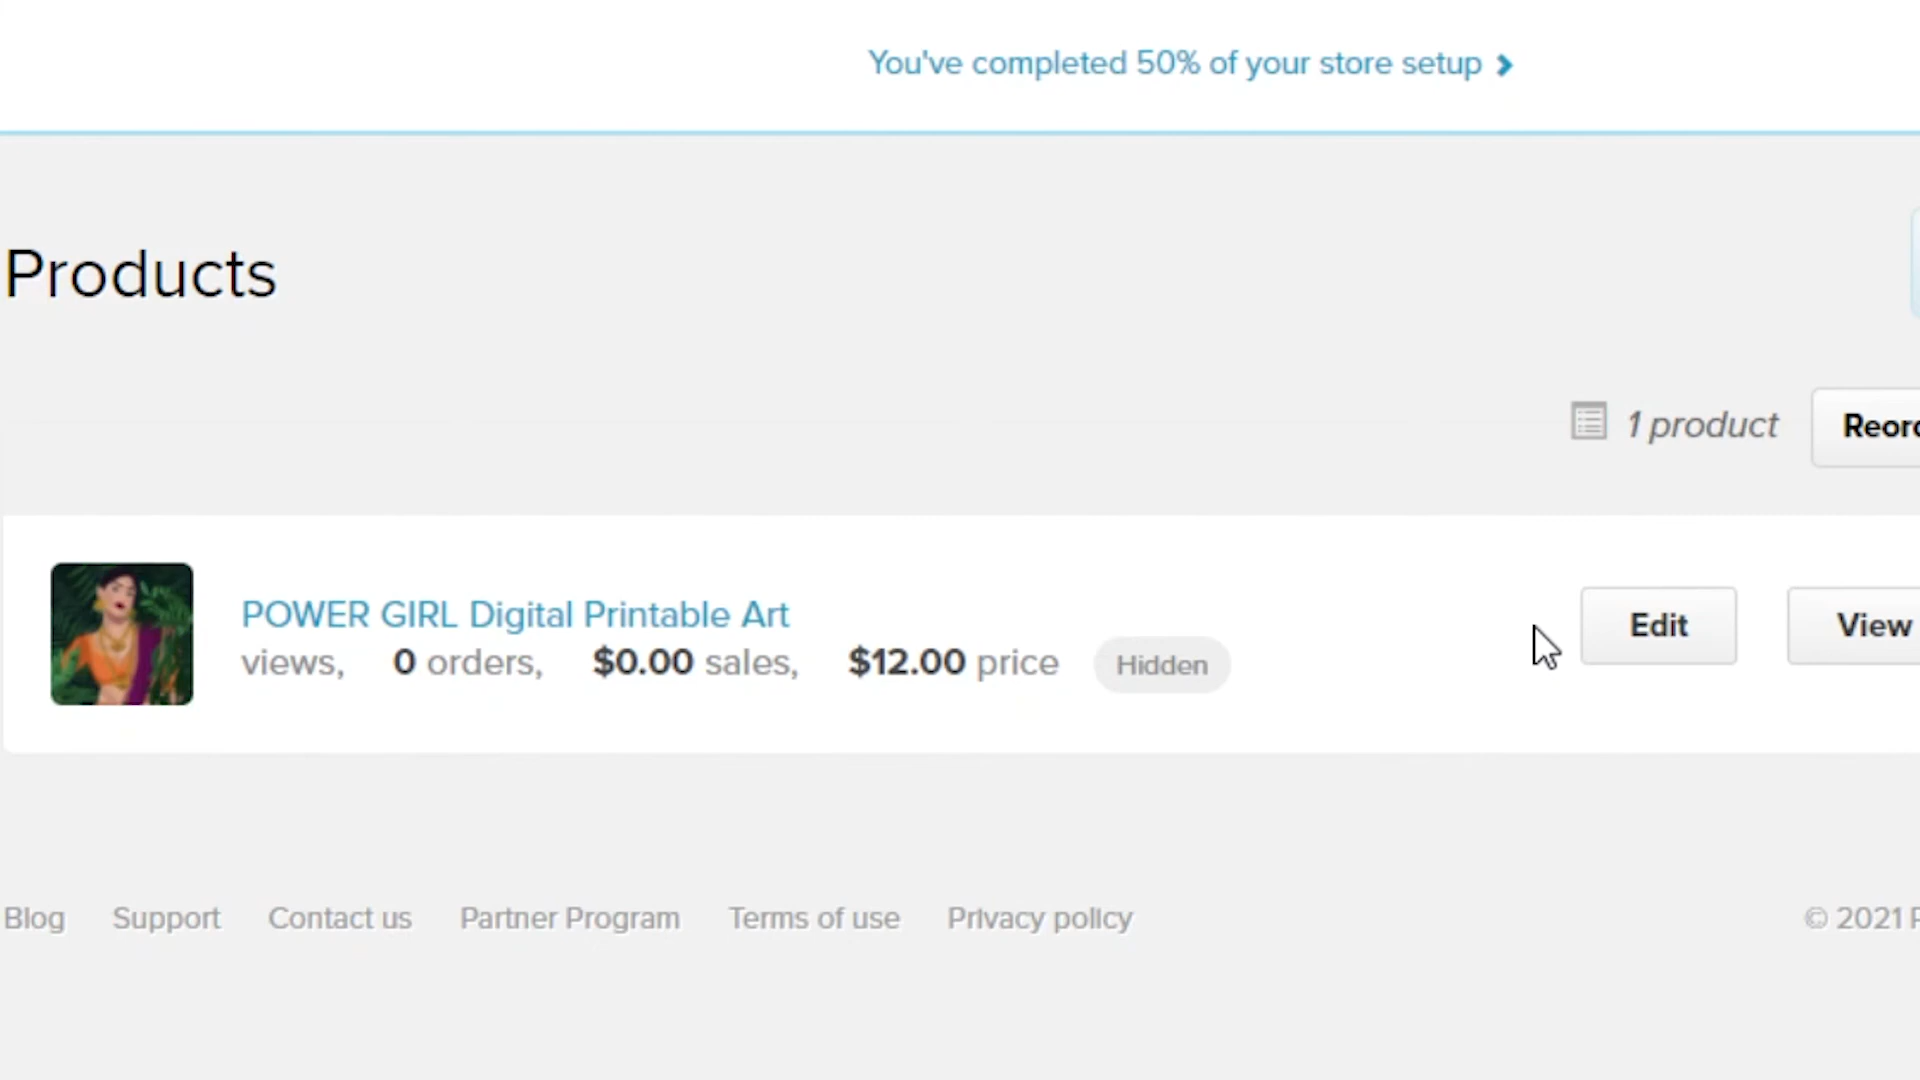 You've completed 50% of your store setup
Products
1 product
Reord
POWER GIRL Digital Printable Art
Edit
View
views, 0 orders, $0.00 sales, $12.00 price Hidden
Blog Support Contact us Partner Program Terms of use Privacy policy © 2021